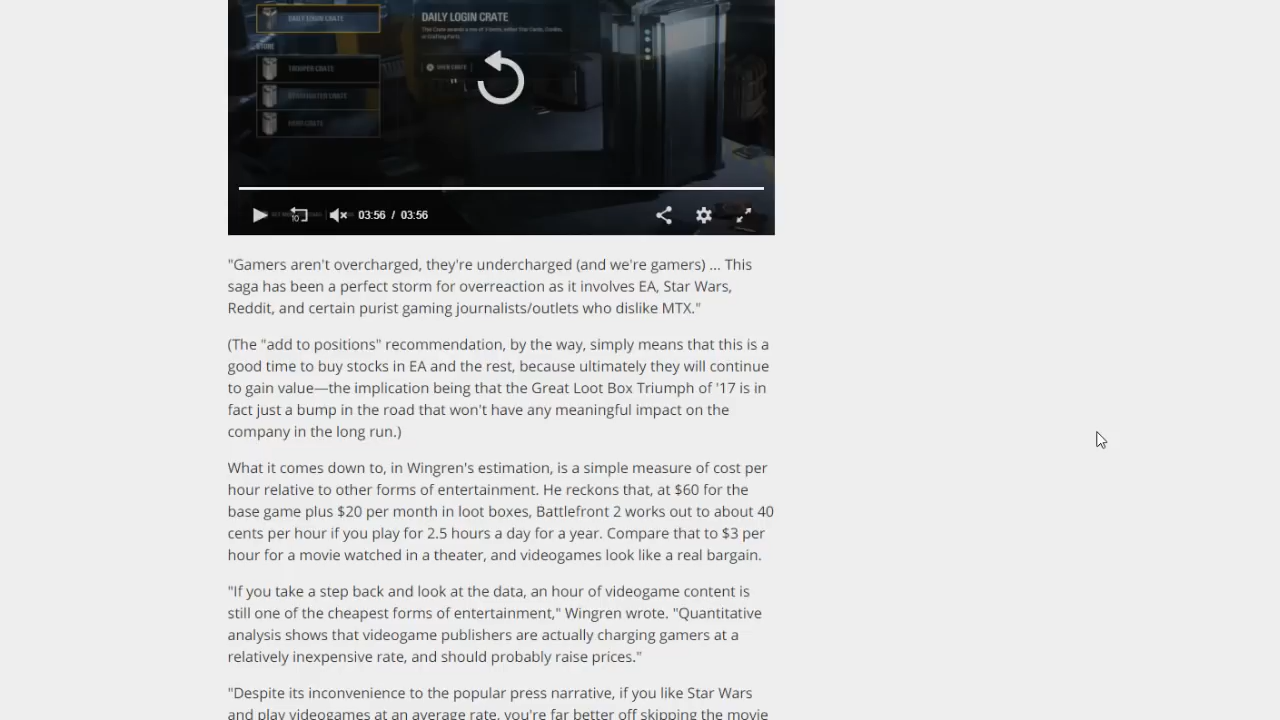 DAILY LOGIN CRATE
DAILY LOGIN CRATE
STORE
TROOPER CRATE
STARFIGHTER CRATE
HERO CRATE
10
03:56 / 03:56
"Gamers aren't overcharged, they're undercharged (and we're gamers) ... This
saga has been a perfect storm for overreaction as it involves EA, Star Wars,
Reddit, and certain purist gaming journalists/outlets who dislike MTX."
(The "add to positions" recommendation, by the way, simply means that this is a
good time to buy stocks in EA and the rest, because ultimately they will continue
to gain value—the implication being that the Great Loot Box Triumph of '17 is in
fact just a bump in the road that won't have any meaningful impact on the
company in the long run.)
What it comes down to, in Wingren's estimation, is a simple measure of cost per
hour relative to other forms of entertainment. He reckons that, at $60 for the
base game plus $20 per month in loot boxes, Battlefront 2 works out to about 40
cents per hour if you play for 2.5 hours a day for a year. Compare that to $3 per
hour for a movie watched in a theater, and videogames look like a real bargain.
"If you take a step back and look at the data, an hour of videogame content is
still one of the cheapest forms of entertainment," Wingren wrote. "Quantitative
analysis shows that videogame publishers are actually charging gamers at a
relatively inexpensive rate, and should probably raise prices."
"Despite its inconvenience to the popular press narrative, if you like Star Wars
and play videogames at an average rate, you're far better off skipping the movie